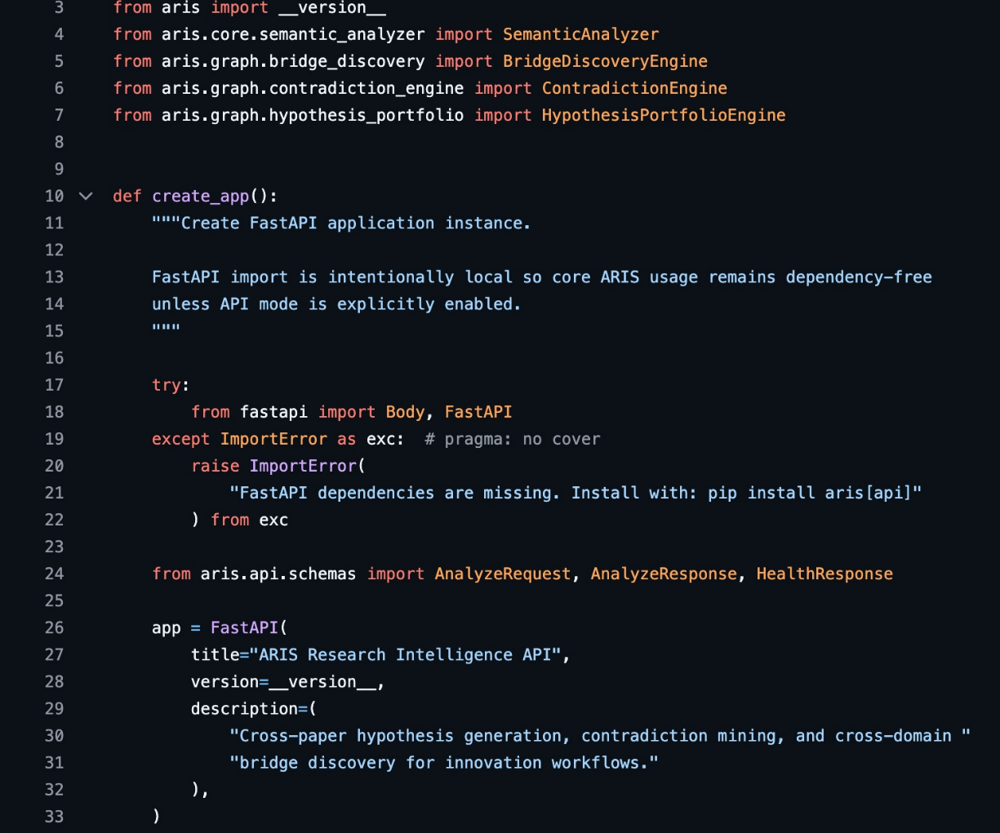 3 from aris import __version__
4 from aris.core.semantic_analyzer import SemanticAnalyzer
5 from aris.graph.bridge_discovery import BridgeDiscoveryEngine
6 from aris.graph.contradiction_engine import ContradictionEngine
7 from aris.graph.hypothesis_portfolio import HypothesisPortfolioEngine
8
9
10 def create_app():
11     """Create FastAPI application instance.
12
13     FastAPI import is intentionally local so core ARIS usage remains dependency-free
14     unless API mode is explicitly enabled.
15     """
16
17     try:
18         from fastapi import Body, FastAPI
19     except ImportError as exc:  # pragma: no cover
20         raise ImportError(
21             "FastAPI dependencies are missing. Install with: pip install aris[api]"
22         ) from exc
23
24     from aris.api.schemas import AnalyzeRequest, AnalyzeResponse, HealthResponse
25
26     app = FastAPI(
27         title="ARIS Research Intelligence API",
28         version=__version__,
29         description=(
30             "Cross-paper hypothesis generation, contradiction mining, and cross-domain "
31             "bridge discovery for innovation workflows."
32         ),
33     )